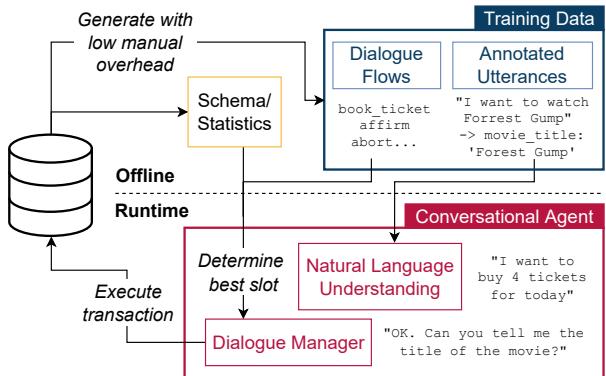 Generate with
low manual
overhead
Training Data
Dialogue
Flows
Annotated
Utterances
Schema/
Statistics
book_ticket
affirm
abort...
"I want to watch
Forrest Gump"
-> movie_title:
'Forest Gump'
Offline
Runtime
Conversational Agent
Determine
best slot
Natural Language
Understanding
"I want to
buy 4 tickets
for today"
Execute
transaction
Dialogue Manager
"OK. Can you tell me the
title of the movie?"